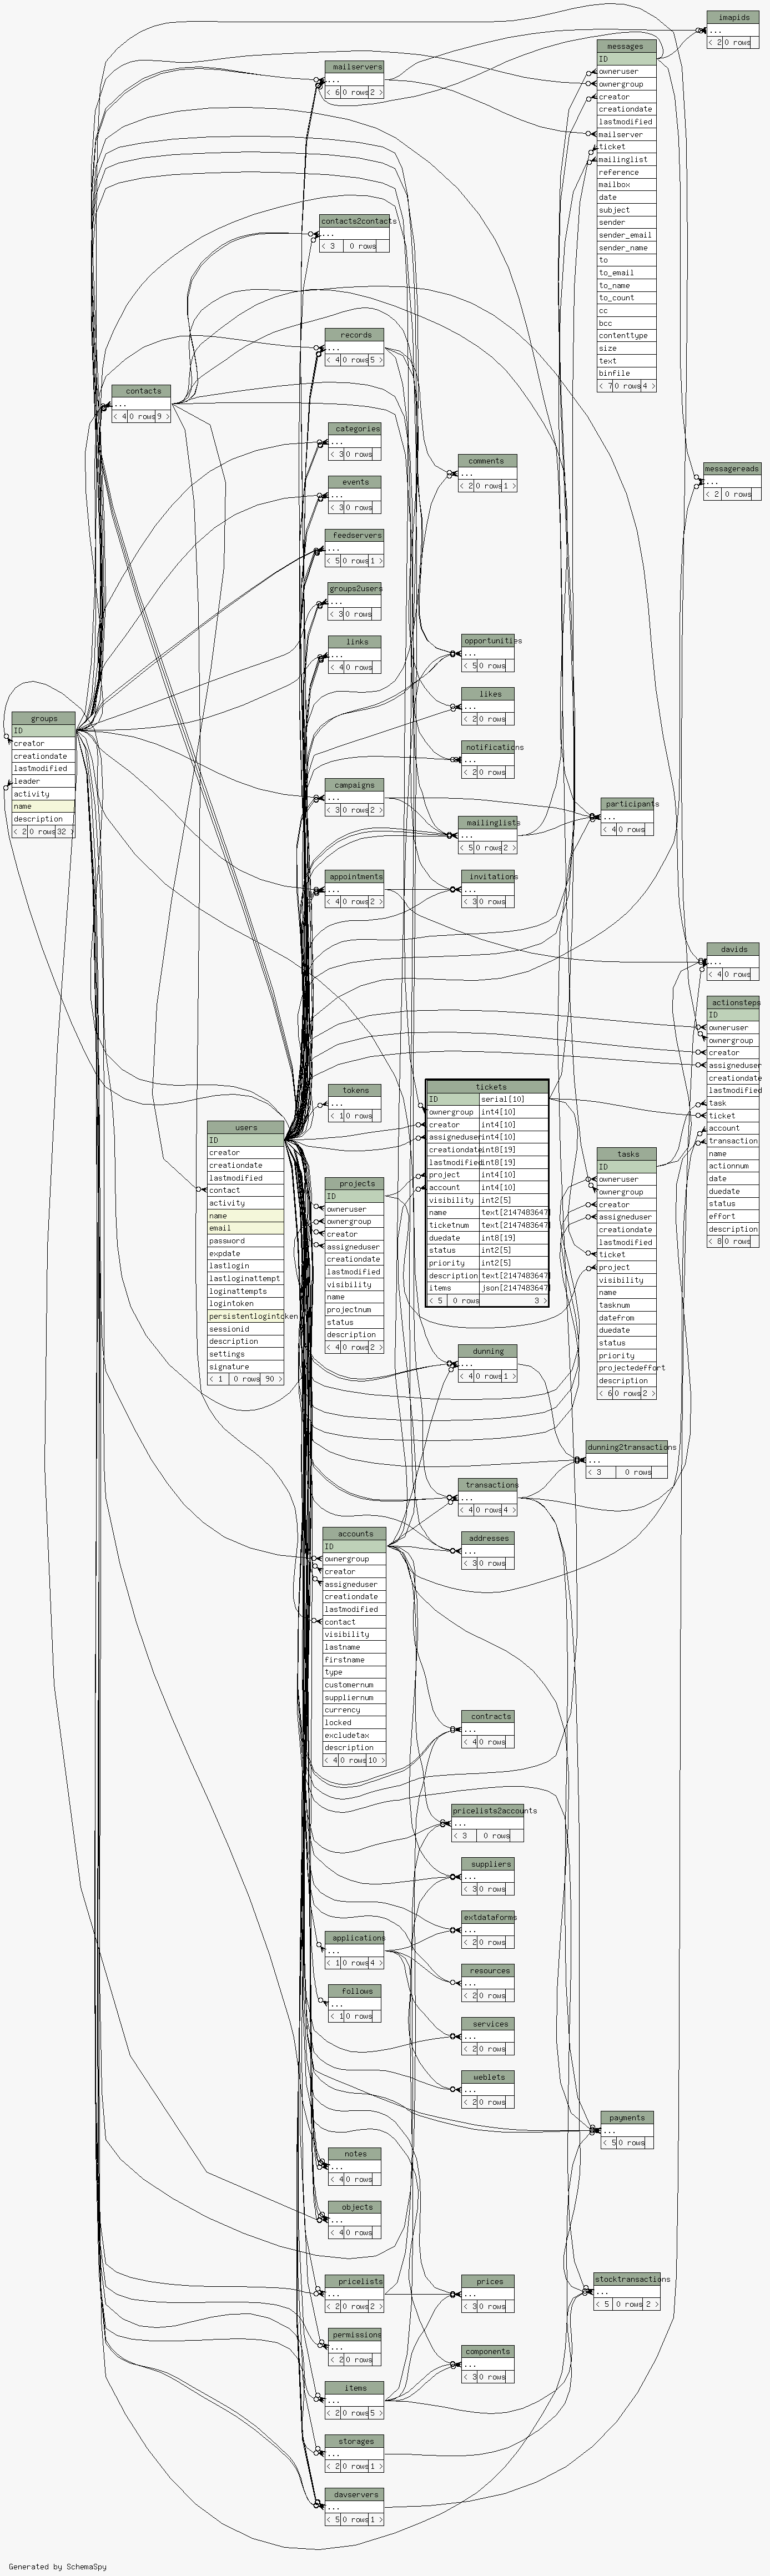 imapids
...
< 2 0 rows
messages
ID
owneruser
ownergroup
creator
creationdate
lastmodified
mailserver
ticket
mailinglist
reference
mailbox
date
subject
sender
sender_email
sender_name
to
to_email
to_name
to_count
cc
bcc
contenttype
size
text
binfile
< 7 0 rows 4 >
mailservers
...
< 6 0 rows 2 >
contacts2contacts
...
< 3 0 rows
records
...
< 4 0 rows 5 >
contacts
...
< 4 0 rows 9 >
categories
...
< 3 0 rows
comments
...
< 2 0 rows 1 >
messagereads
...
< 2 0 rows
events
...
< 3 0 rows
feedservers
...
< 5 0 rows 1 >
groups2users
...
< 3 0 rows
links
...
< 4 0 rows
opportunities
...
< 5 0 rows
likes
...
< 2 0 rows
notifications
...
< 2 0 rows
groups
ID
creator
creationdate
lastmodified
leader
activity
name
description
< 2 0 rows 32 >
campaigns
...
< 3 0 rows 2 >
participants
...
< 4 0 rows
mailinglists
...
< 5 0 rows 2 >
appointments
...
< 4 0 rows 2 >
invitations
...
< 3 0 rows
davids
...
< 4 0 rows
actionsteps
ID
owneruser
ownergroup
creator
assigneduser
creationdate
lastmodified
task
ticket
account
transaction
name
actionnum
date
duedate
status
effort
description
< 8 0 rows
tokens
...
< 1 0 rows
tickets
ID serial[10]
ownergroup int4[10]
creator int4[10]
assigneduser int4[10]
creationdate int8[19]
lastmodified int8[19]
project int4[10]
account int4[10]
visibility int2[5]
name text[2147483647]
ticketnum text[2147483647]
duedate int8[19]
status int2[5]
priority int2[5]
description text[2147483647]
items json[2147483647]
< 5 0 rows 3 >
users
ID
creator
creationdate
lastmodified
contact
activity
name
email
password
expdate
lastlogin
lastloginattempt
loginattempts
logintoken
persistentlogintoken
sessionid
description
settings
signature
< 1 0 rows 90 >
projects
ID
owneruser
ownergroup
creator
assigneduser
creationdate
lastmodified
visibility
name
projectnum
status
description
< 4 0 rows 2 >
tasks
ID
owneruser
ownergroup
creator
assigneduser
creationdate
lastmodified
ticket
project
visibility
name
tasknum
datefrom
duedate
status
priority
projectedeffort
description
< 6 0 rows 2 >
dunning
...
< 4 0 rows 1 >
dunning2transactions
...
< 3 0 rows
transactions
...
< 4 0 rows 4 >
accounts
ID
ownergroup
creator
assigneduser
creationdate
lastmodified
contact
visibility
lastname
firstname
type
customernum
suppliernum
currency
locked
excludetax
description
< 4 0 rows 10 >
addresses
...
< 3 0 rows
contracts
...
< 4 0 rows
pricelists2accounts
...
< 3 0 rows
suppliers
...
< 3 0 rows
extdataforms
...
< 2 0 rows
applications
...
< 1 0 rows 4 >
resources
...
< 2 0 rows
follows
...
< 1 0 rows
services
...
< 2 0 rows
weblets
...
< 2 0 rows
payments
...
< 5 0 rows
notes
...
< 4 0 rows
objects
...
< 4 0 rows
pricelists
...
< 2 0 rows 2 >
prices
...
< 3 0 rows
stocktransactions
...
< 5 0 rows 2 >
permissions
...
< 2 0 rows
components
...
< 3 0 rows
items
...
< 2 0 rows 5 >
storages
...
< 2 0 rows 1 >
davservers
...
< 5 0 rows 1 >
Generated by SchemaSpy